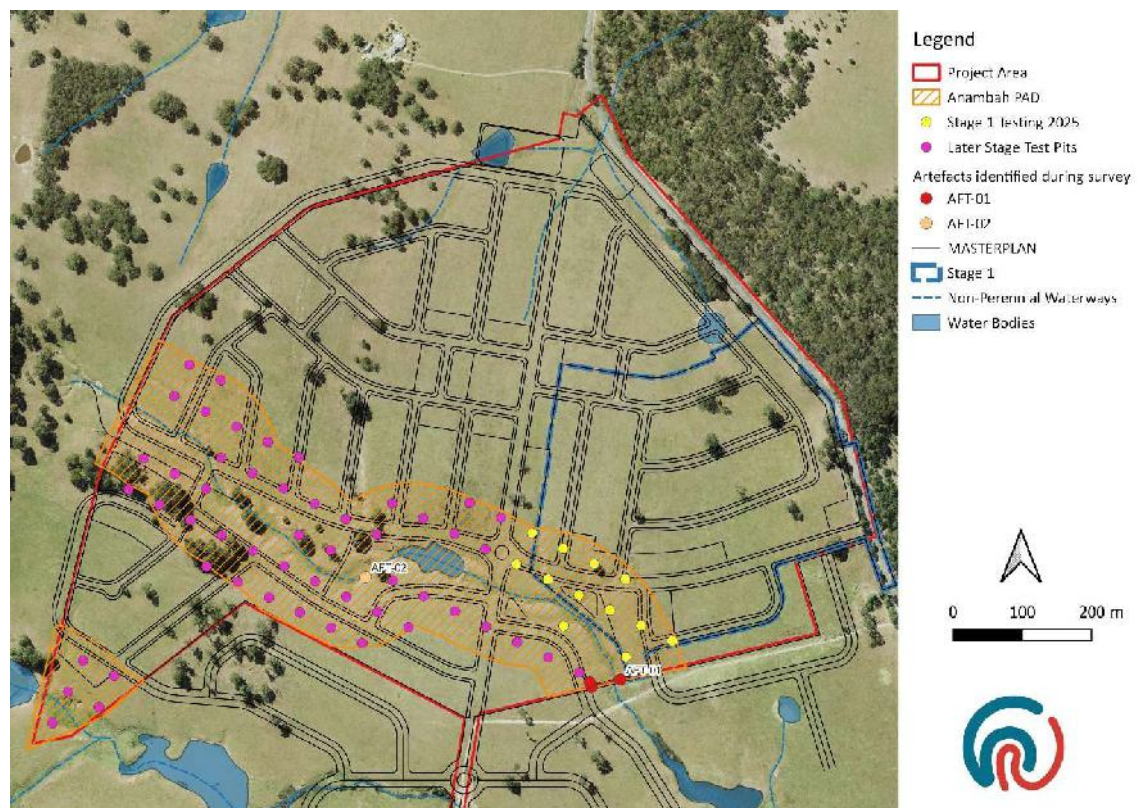 Legend
Project Area
Anambah PAD
Stage 1 Testing 2025
Later Stage Test Pits
Artefacts identified during survey
AFT-01
AFT-02
MASTERPLAN
Stage 1
Non-Perennial Waterways
Water Bodies
AFT-02
AFT-01
0 100 200 m